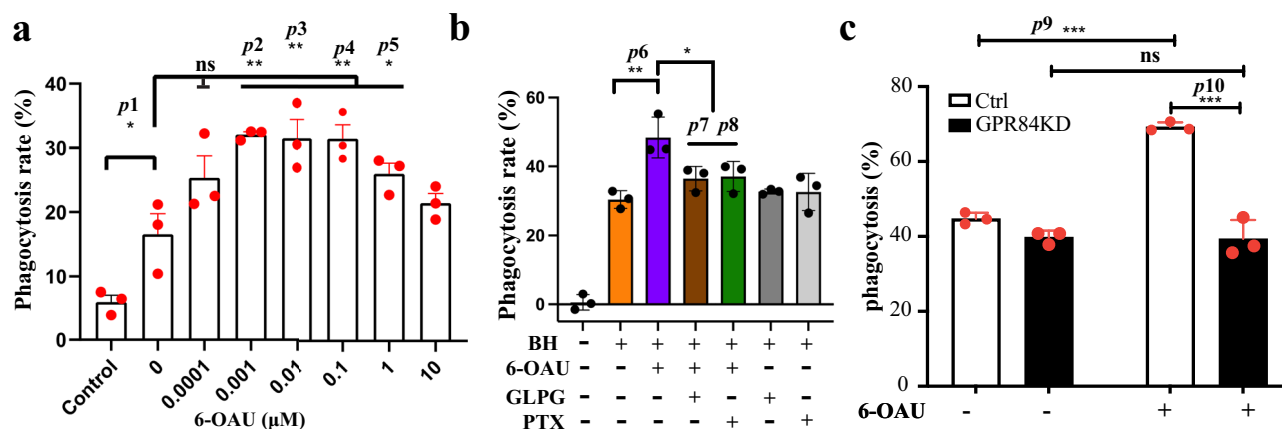 a
Phagocytosis rate (%)
50
40
30
20
10
0
p1
*
ns
p2
**
p3
**
p4
**
p5
*
Control
0
0.0001
0.001
0.01
0.1
1
10
6-OAU (μM)
b
Phagocytosis rate (%)
60
40
20
0
p6
**
*
p7 p8
BH - + + + + + +
6-OAU - - + + + - -
GLPG - - - + - + -
PTX - - - - + - +
c
phagocytosis (%)
80
60
40
20
0
p9 ***
ns
p10
***
Ctrl
GPR84KD
6-OAU - - + +